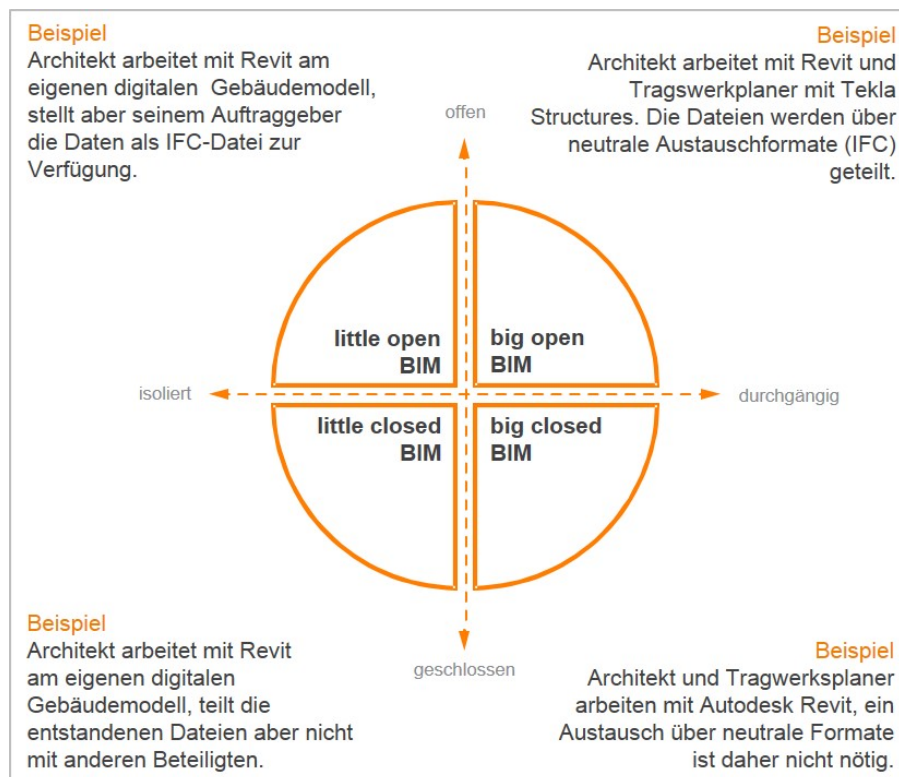 Beispiel
Architekt arbeitet mit Revit am
eigenen digitalen Gebäudemodell,
stellt aber seinem Auftraggeber
die Daten als IFC-Datei zur
Verfügung.
Beispiel
Architekt arbeitet mit Revit und
Tragswerkplaner mit Tekla
Structures. Die Dateien werden über
neutrale Austauschformate (IFC)
geteilt.
offen
little open
BIM
big open
BIM
isoliert
durchgängig
little closed
BIM
big closed
BIM
geschlossen
Beispiel
Architekt arbeitet mit Revit
am eigenen digitalen
Gebäudemodell, teilt die
entstandenen Dateien aber nicht
mit anderen Beteiligten.
Beispiel
Architekt und Tragwerksplaner
arbeiten mit Autodesk Revit, ein
Austausch über neutrale Formate
ist daher nicht nötig.